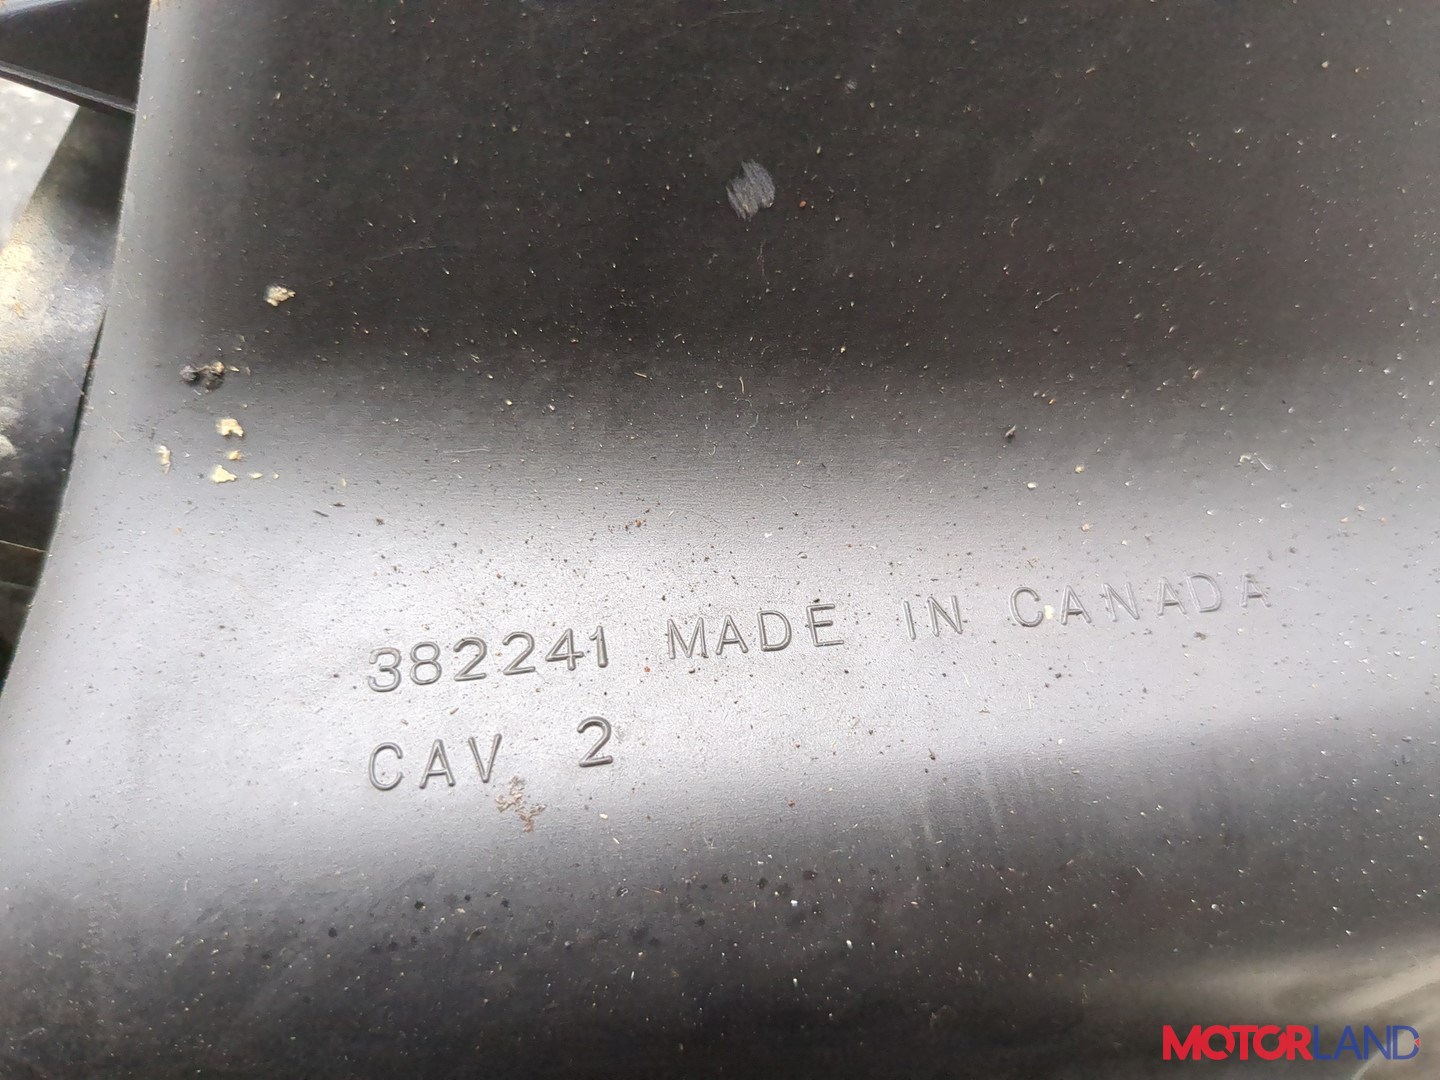 382241 MADE IN CANADA
CAV 2
MOTORLAND